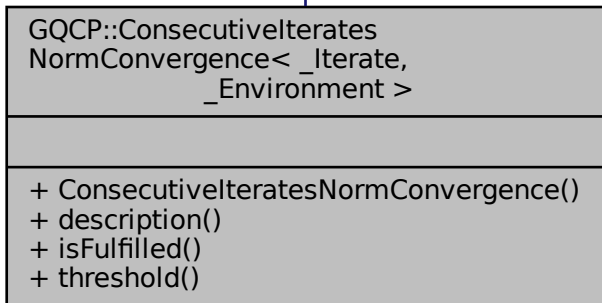 GQCP::ConsecutiveIterates
NormConvergence< _Iterate,
_Environment >
+ ConsecutiveIteratesNormConvergence()
+ description()
+ isFulfilled()
+ threshold()